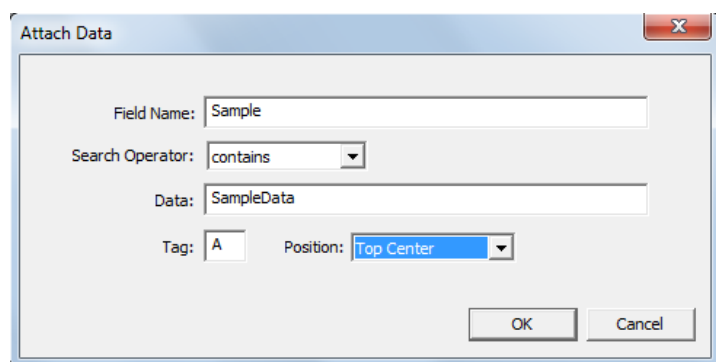 Attach Data
Field Name: Sample
Search Operator: contains
Data: SampleData
Tag: A Position: Top Center
OK Cancel